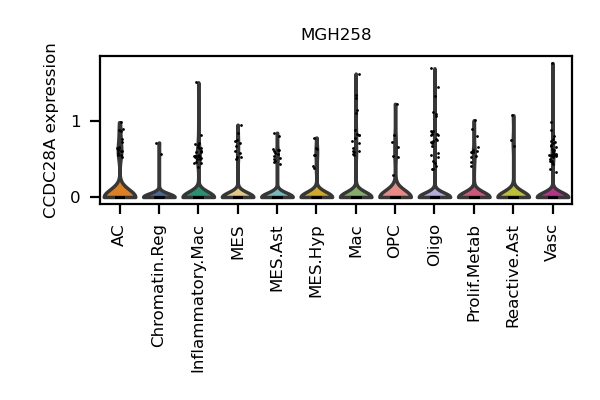 MGH258
CCDC28A expression
1
0
AC
Chromatin.Reg
Inflammatory.Mac
MES
MES.Ast
MES.Hyp
Mac
OPC
Oligo
Prolif.Metab
Reactive.Ast
Vasc